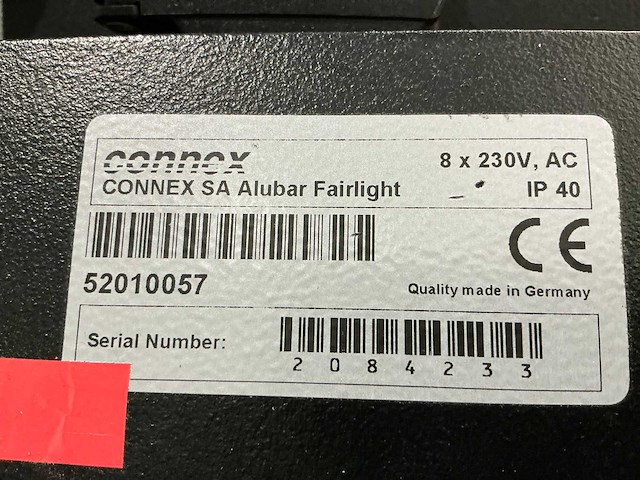 connex
8 x 230V, AC
CONNEX SA Alubar Fairlight
IP 40
CE
52010057
Quality made in Germany
Serial Number:
2084233